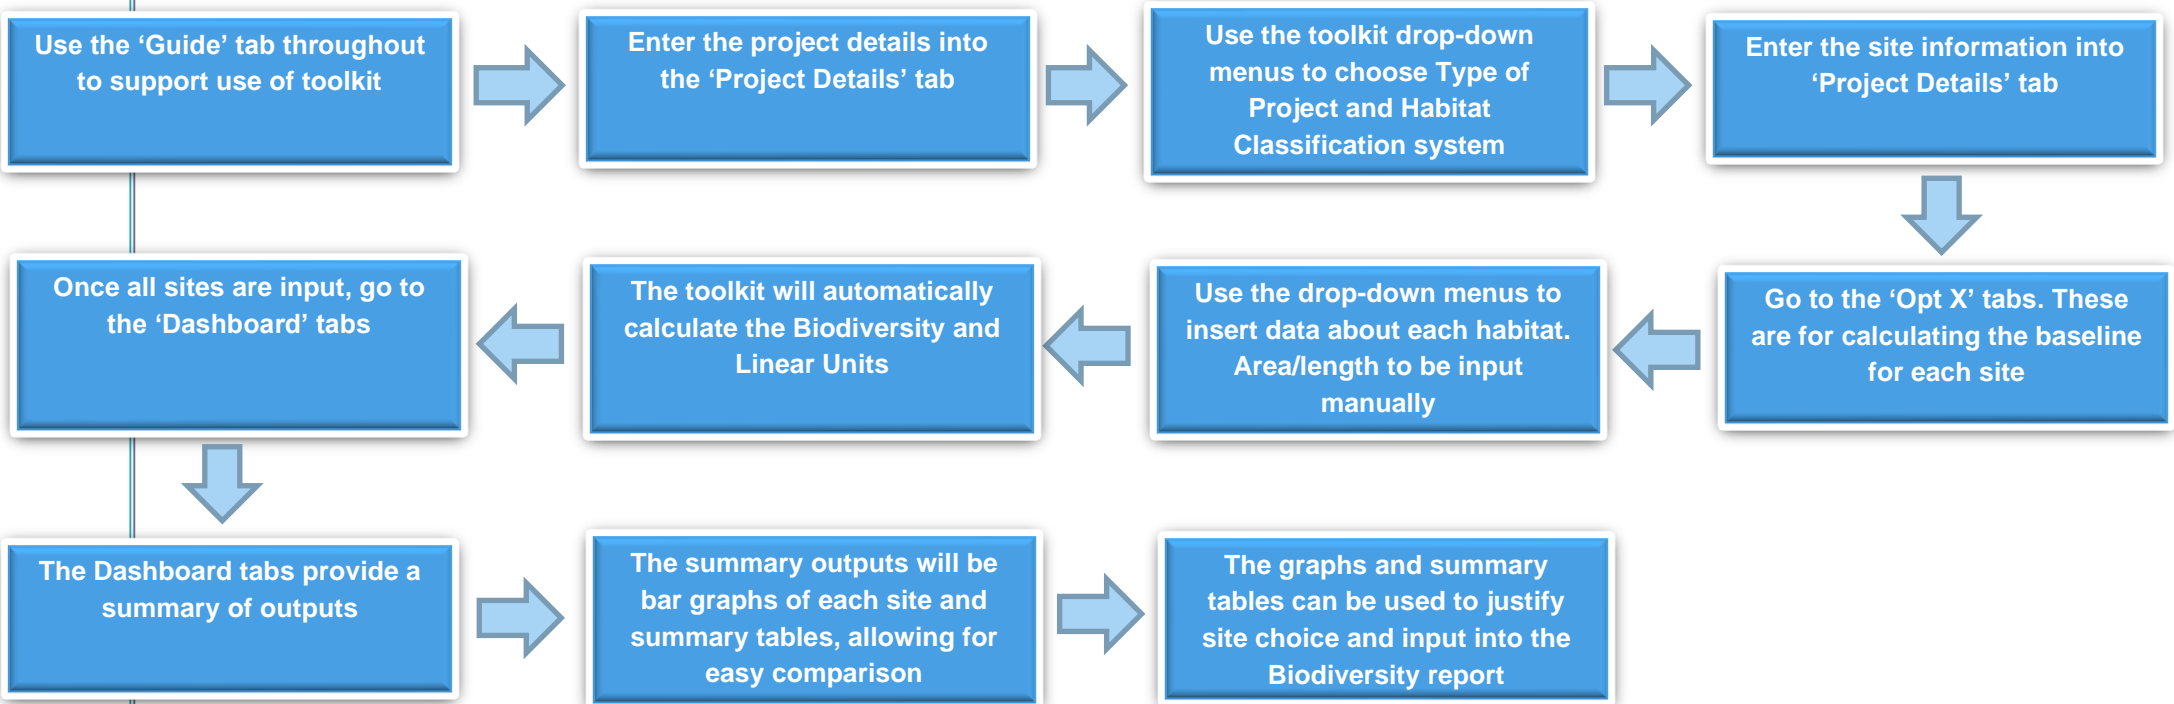 Use the ‘Guide’ tab throughout
to support use of toolkit
Enter the project details into
the ‘Project Details’ tab
Use the toolkit drop-down
menus to choose Type of
Project and Habitat
Classification system
Enter the site information into
‘Project Details’ tab
Go to the ‘Opt X’ tabs. These
are for calculating the baseline
for each site
Use the drop-down menus to
insert data about each habitat.
Area/length to be input
manually
The toolkit will automatically
calculate the Biodiversity and
Linear Units
Once all sites are input, go to
the ‘Dashboard’ tabs
The Dashboard tabs provide a
summary of outputs
The summary outputs will be
bar graphs of each site and
summary tables, allowing for
easy comparison
The graphs and summary
tables can be used to justify
site choice and input into the
Biodiversity report